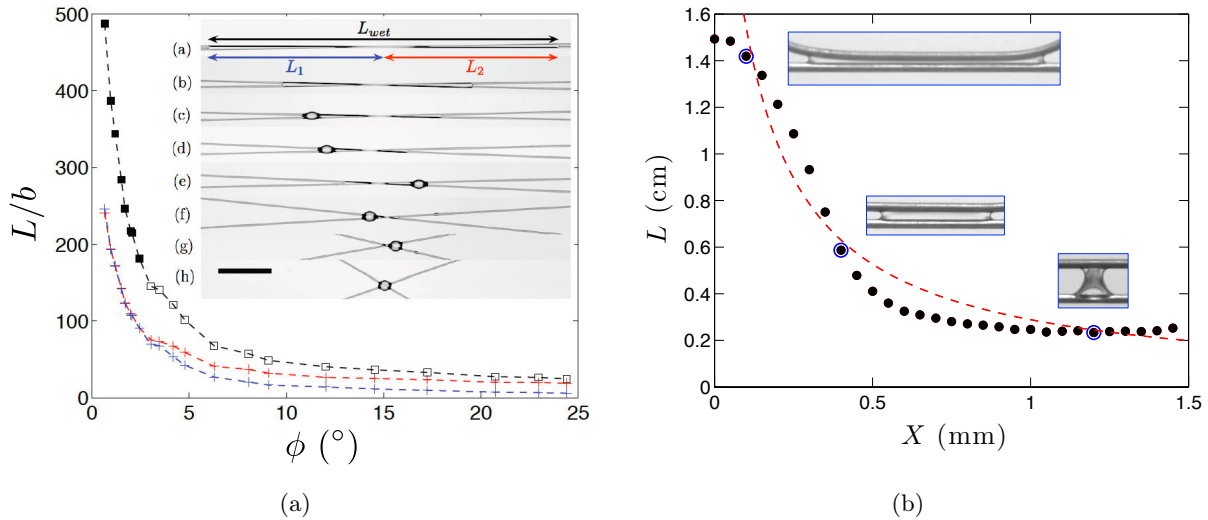 L/b
500
400
300
200
100
0
0
5
10
15
20
25
ϕ (°)
L_wet
L_1
L_2
(a)
(b)
(c)
(d)
(e)
(f)
(g)
(h)
(a)
L (cm)
1.6
1.4
1.2
1
0.8
0.6
0.4
0.2
0
0
0.5
1
1.5
X (mm)
(b)